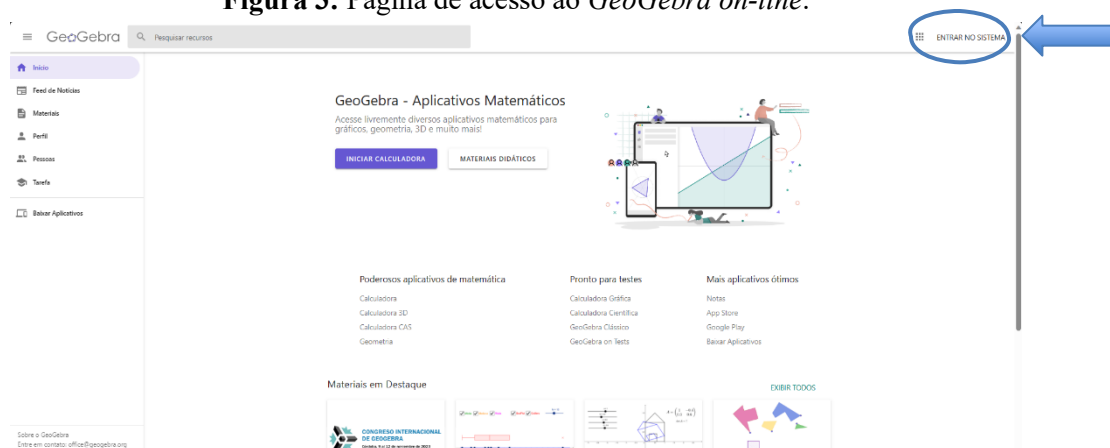 Figura 3: Página de acesso ao GeoGebra on-line.
GeoGebra
Pesquisar recursos
ENTRAR NO SISTEMA
Início
Feed de Notícias
Materiais
Perfil
Pessoas
Tarefa
Baixar Aplicativos
GeoGebra - Aplicativos Matemáticos
Acesse livremente diversos aplicativos matemáticos para
gráficos, geometria, 3D e muito mais!
INICIAR CALCULADORA
MATERIAIS DIDÁTICOS
Poderosos aplicativos de matemática
Calculadora
Calculadora 3D
Calculadora CAS
Geometria
Pronto para testes
Calculadora Gráfica
Calculadora Científica
GeoGebra Clássico
GeoGebra on Tests
Mais aplicativos ótimos
Notas
App Store
Google Play
Baixar Aplicativos
Materiais em Destaque
EXIBIR TODOS
CONGRESO INTERNACIONAL
DE GEOGEBRA
Sobre o GeoGebra
Entre em contato: office@geogebra.org